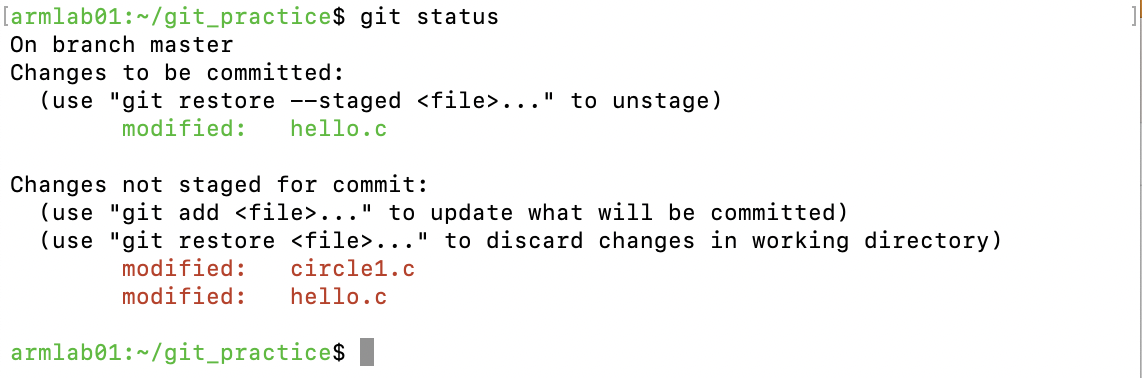 [armlab01:~/git_practice$ git status ]
On branch master
Changes to be committed:
  (use "git restore --staged <file>..." to unstage)
        modified:   hello.c

Changes not staged for commit:
  (use "git add <file>..." to update what will be committed)
  (use "git restore <file>..." to discard changes in working directory)
        modified:   circle1.c
        modified:   hello.c

armlab01:~/git_practice$